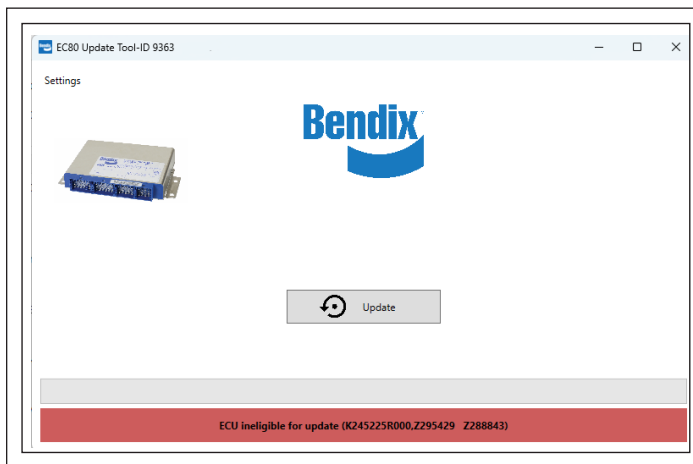 EC80 Update Tool-ID 9363
Settings
Bendix
Update
ECU ineligible for update (K245225R000,Z295429 Z288843)